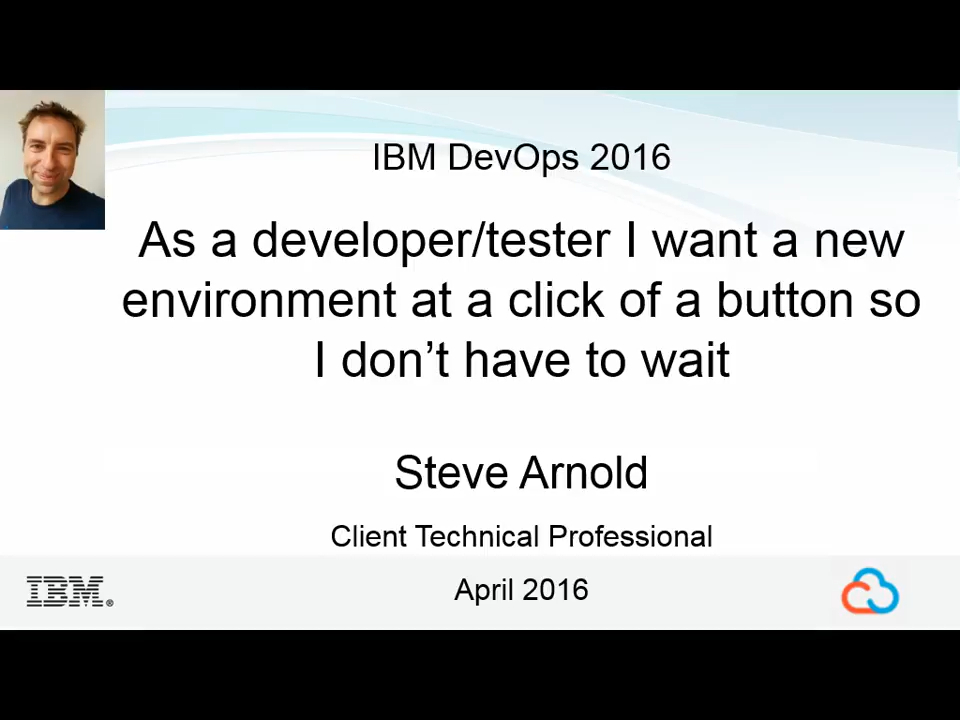 IBM DevOps 2016
As a developer/tester I want a new
environment at a click of a button so
I don’t have to wait
Steve Arnold
Client Technical Professional
April 2016
IBM®